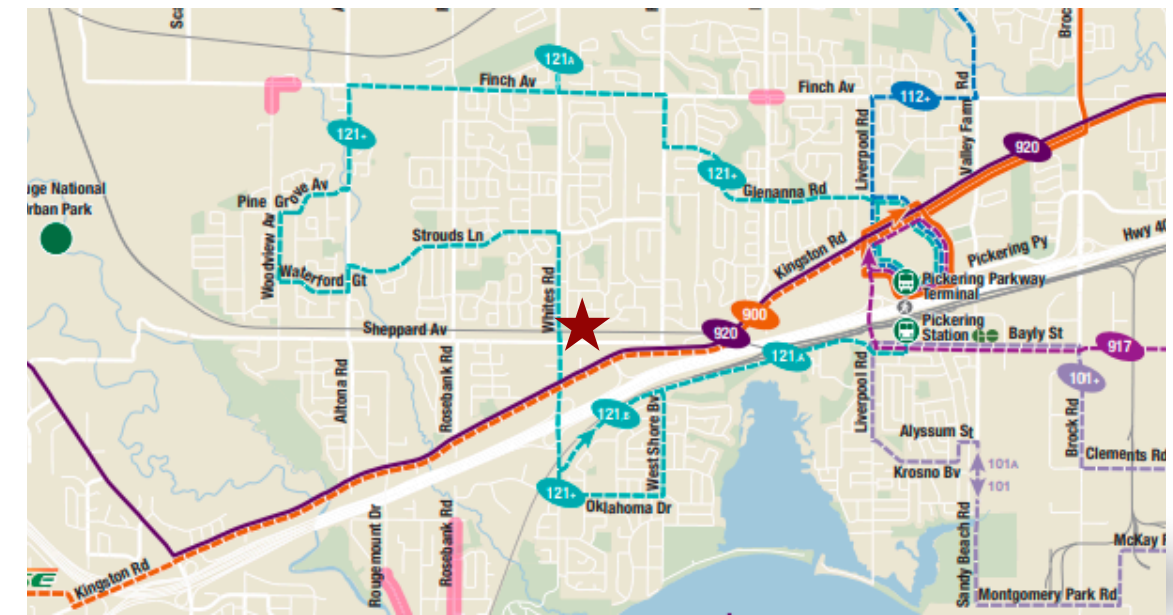 121A
Finch Av
Finch Av
112+
Valley Farm Rd
Liverpool Rd
121+
920
121+
Glenanna Rd
Pine Grove Av
Woodview Av
Waterford Gt
Strouds Ln
Whites Rd
Kingston Rd
Pickering Py
Pickering Parkway
Terminal
Pickering
Station
Bayly St
900
920
917
Sheppard Av
121A
101+
Altona Rd
Rosebank Rd
121B
West Shore Bv
121+
Oklahoma Dr
Liverpool Rd
Alyssum St
Krosno Bv
101A
101
Brock Rd
Clements Rd
Sandy Beach Rd
Montgomery Park Rd
Kingston Rd
Rougemount Dr
Rosebank Rd
National
Park
Hwy
McKay